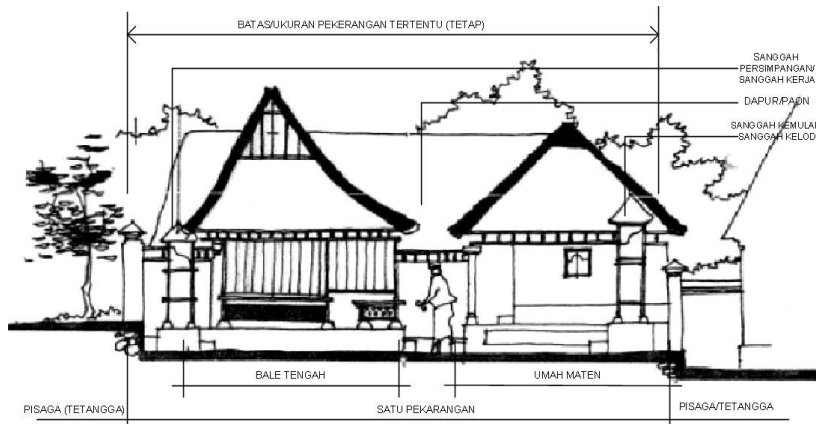 BATAS/UKURAN PEKERANGAN TERTENTU (TETAP)
SANGGAH
PERSIMPANGAN/
SANGGAH KERJA
DAPUR/PAON
SANGGAH KEMULAN
SANGGAH KELOD
BALE TENGAH
UMAH MATEN
PISAGA (TETANGGA)
SATU PEKARANGAN
PISAGA/TETANGGA